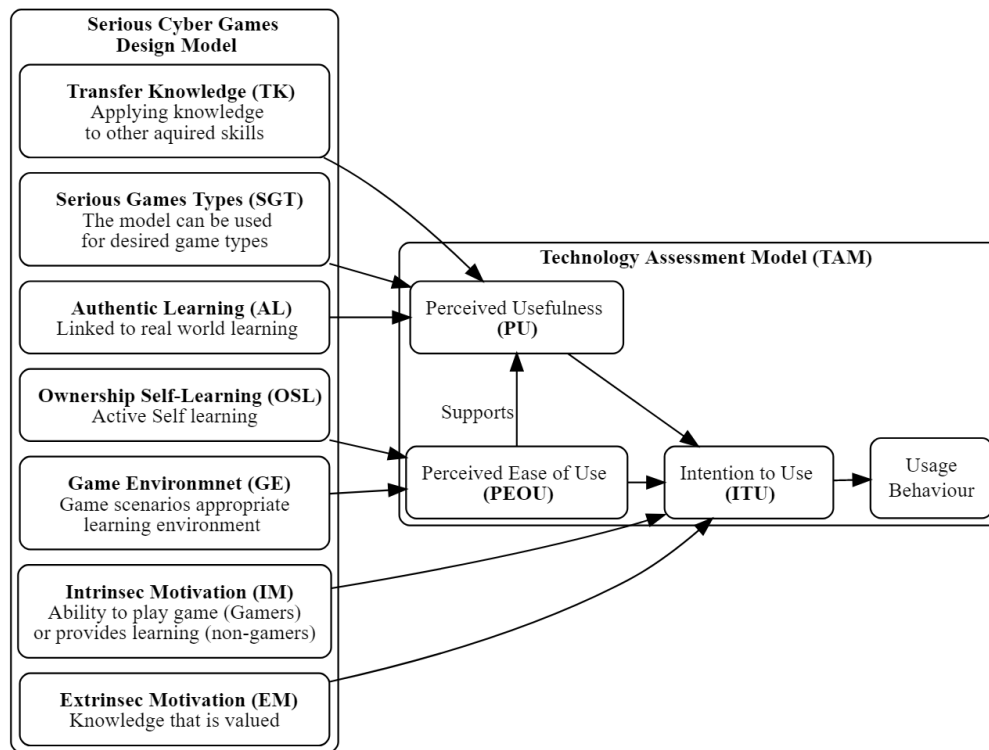 Serious Cyber Games
Design Model
Transfer Knowledge (TK)
Applying knowledge
to other aquired skills
Serious Games Types (SGT)
The model can be used
for desired game types
Authentic Learning (AL)
Linked to real world learning
Ownership Self-Learning (OSL)
Active Self learning
Game Environmnet (GE)
Game scenarios appropriate
learning environment
Intrinsec Motivation (IM)
Ability to play game (Gamers)
or provides learning (non-gamers)
Extrinsec Motivation (EM)
Knowledge that is valued
Technology Assessment Model (TAM)
Perceived Usefulness
(PU)
Supports
Perceived Ease of Use
(PEOU)
Intention to Use
(ITU)
Usage
Behaviour